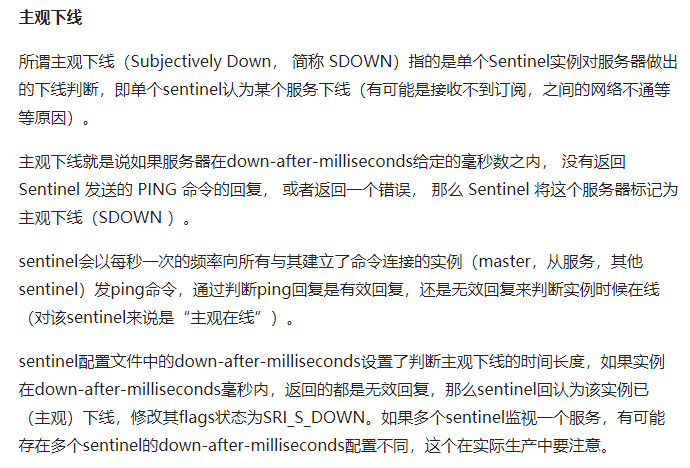 主观下线
所谓主观下线（Subjectively Down， 简称 SDOWN）指的是单个Sentinel实例对服务器做出
的下线判断，即单个sentinel认为某个服务下线（有可能是接收不到订阅，之间的网络不通等
等原因）。
主观下线就是说如果服务器在down-after-milliseconds给定的毫秒数之内， 没有返回
Sentinel 发送的 PING 命令的回复， 或者返回一个错误， 那么 Sentinel 将这个服务器标记为
主观下线（SDOWN ）。
sentinel会以每秒一次的频率向所有与其建立了命令连接的实例（master，从服务，其他
sentinel）发ping命令，通过判断ping回复是有效回复，还是无效回复来判断实例时候在线
（对该sentinel来说是“主观在线”）。
sentinel配置文件中的down-after-milliseconds设置了判断主观下线的时间长度，如果实例
在down-after-milliseconds毫秒内，返回的都是无效回复，那么sentinel回认为该实例已
（主观）下线，修改其flags状态为SRI_S_DOWN。如果多个sentinel监视一个服务，有可能
存在多个sentinel的down-after-milliseconds配置不同，这个在实际生产中要注意。